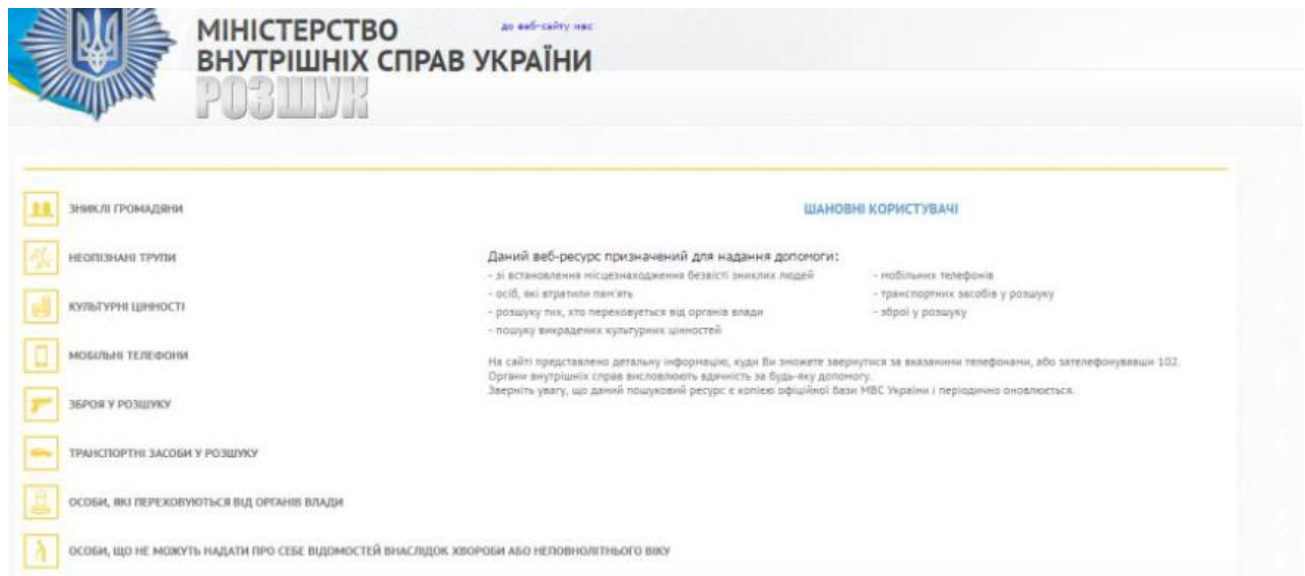 МІНІСТЕРСТВО
ВНУТРІШНІХ СПРАВ УКРАЇНИ
РОЗШУК
до веб-сайту мвс
ЗНИКЛІ ГРОМАДЯНИ
НЕОПІЗНАНІ ТРУПИ
КУЛЬТУРНІ ЦІННОСТІ
МОБІЛЬНІ ТЕЛЕФОНИ
ЗБРОЯ У РОЗШУКУ
ТРАНСПОРТНІ ЗАСОБИ У РОЗШУКУ
ОСОБИ, ЯКІ ПЕРЕХОВУЮТЬСЯ ВІД ОРГАНІВ ВЛАДИ
ОСОБИ, ЩО НЕ МОЖУТЬ НАДАТИ ПРО СЕБЕ ВІДОМОСТЕЙ ВНАСЛІДОК ХВОРОБИ АБО НЕПОВНОЛІТНЬОГО ВІКУ
ШАНОВНІ КОРИСТУВАЧІ
Даний веб-ресурс призначений для надання допомоги:
- зі встановлення місцезнаходження безвісті зниклих людей
- осіб, які втратили пам'ять
- розшуку тих, хто переховується від органів влади
- пошуку викрадених культурних цінностей
- мобільних телефонів
- транспортних засобів у розшуку
- зброї у розшуку
На сайті представлено детальну інформацію, куди Ви зможете звернутися за вказаними телефонами, або зателефонувавши 102.
Органи внутрішніх справ висловлюють вдячність за будь-яку допомогу.
Зверніть увагу, що даний пошуковий ресурс є копією офіційної бази МВС України і періодично оновлюється.